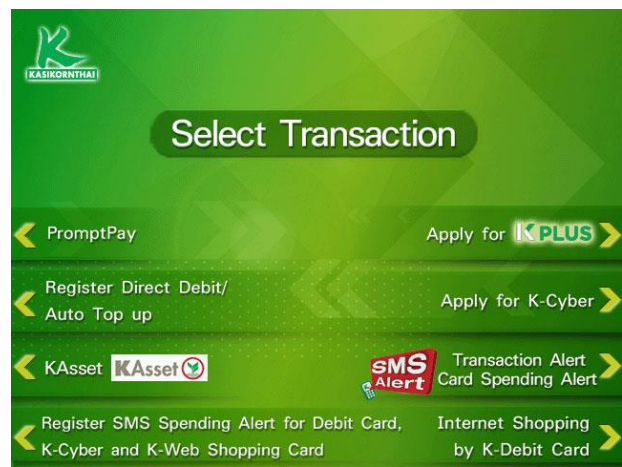 K
KASIKORNTHAI
Select Transaction
PromptPay
Apply for K PLUS
Register Direct Debit/
Auto Top up
Apply for K-Cyber
KAsset KAsset
SMS Alert
Transaction Alert
Card Spending Alert
Register SMS Spending Alert for Debit Card,
K-Cyber and K-Web Shopping Card
Internet Shopping
by K-Debit Card